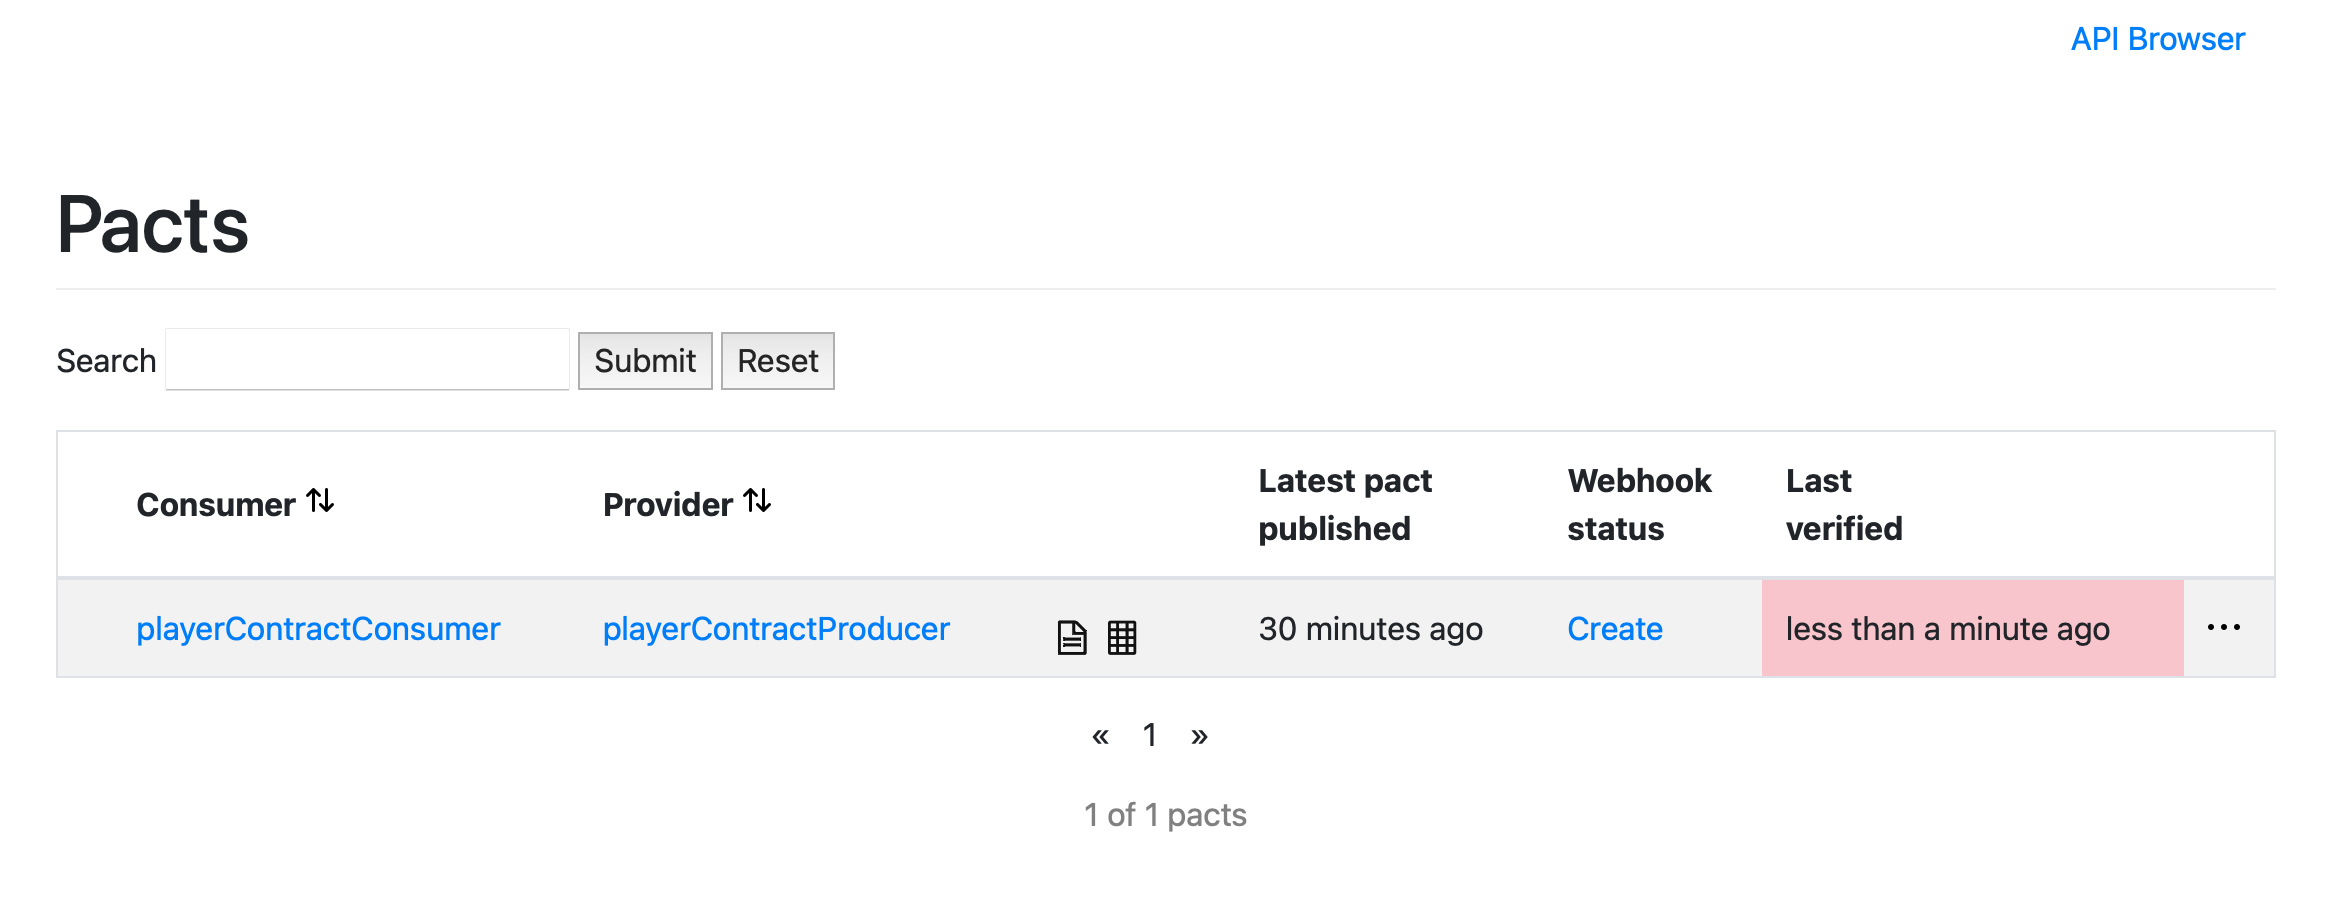 API Browser
Pacts
Search Submit Reset
Consumer Provider Latest pact published Webhook status Last verified
playerContractConsumer playerContractProducer 30 minutes ago Create less than a minute ago ...
« 1 »
1 of 1 pacts